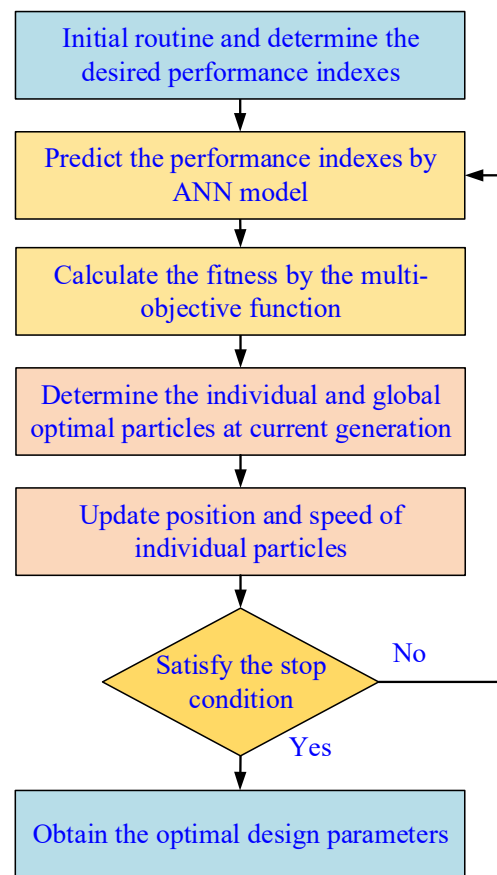 Initial routine and determine the
desired performance indexes
Predict the performance indexes by
ANN model
Calculate the fitness by the multi-
objective function
Determine the individual and global
optimal particles at current generation
Update position and speed of
individual particles
Satisfy the stop
condition
No
Yes
Obtain the optimal design parameters